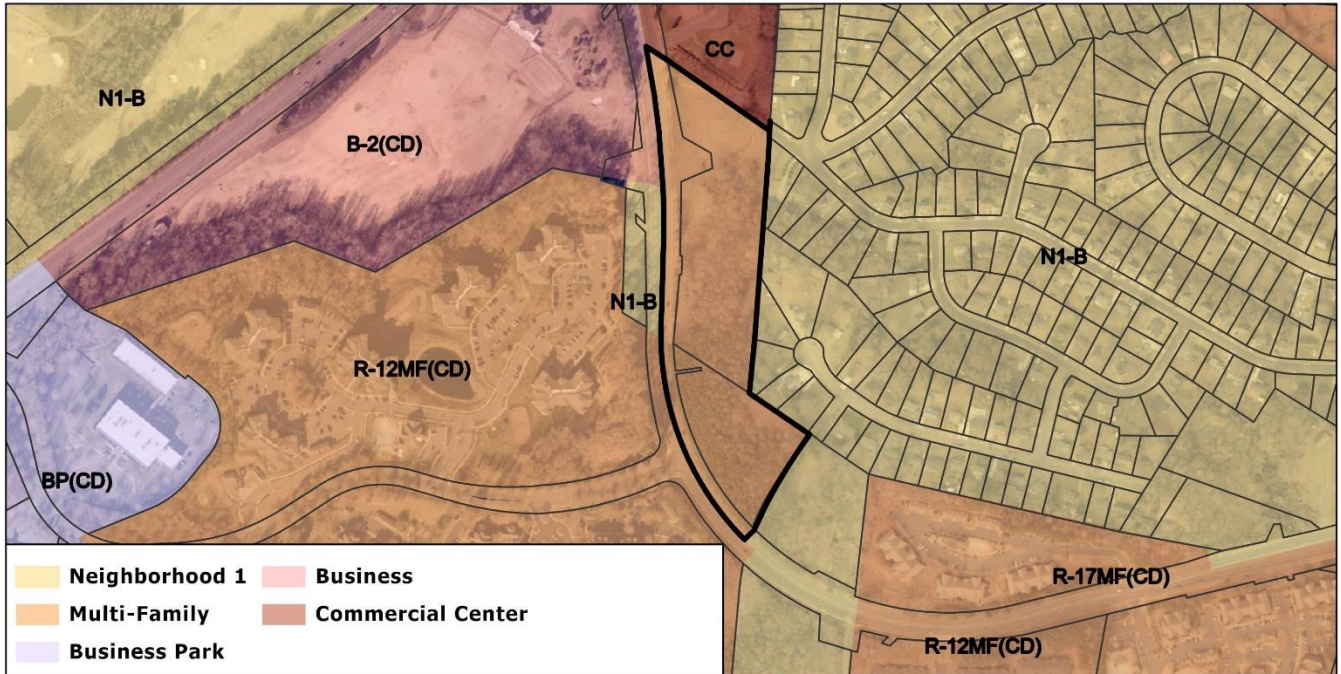 CC
N1-B
B-2(CD)
N1-B
N1-B
R-12MF(CD)
BP(CD)
R-17MF(CD)
R-12MF(CD)
Neighborhood 1
Business
Multi-Family
Commercial Center
Business Park